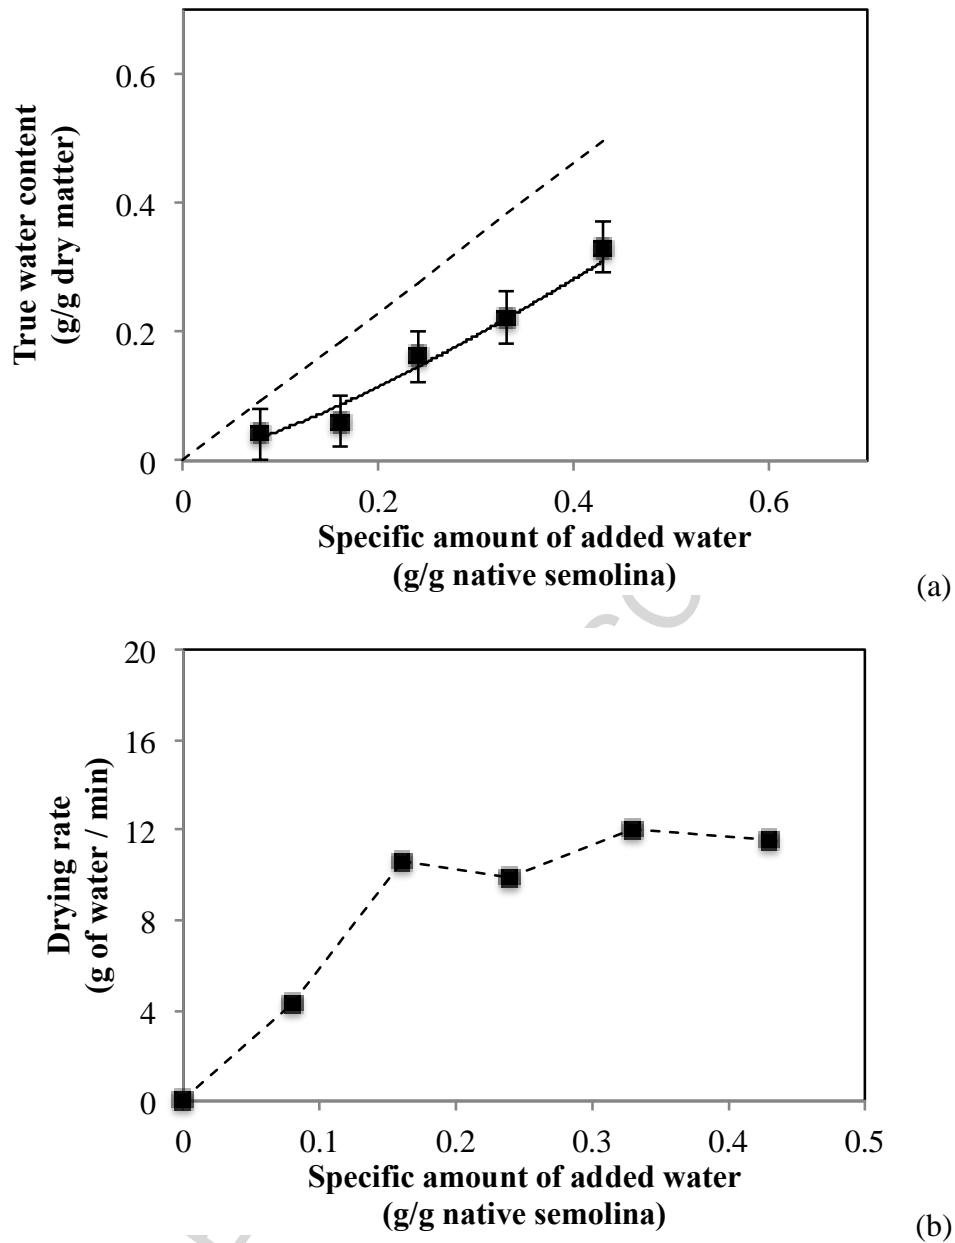 True water content
(g/g dry matter)
0.6
0.4
0.2
0
0 0.2 0.4 0.6
Specific amount of added water
(g/g native semolina)
(a)
Drying rate
(g of water / min)
20
16
12
8
4
0
0 0.1 0.2 0.3 0.4 0.5
Specific amount of added water
(g/g native semolina)
(b)